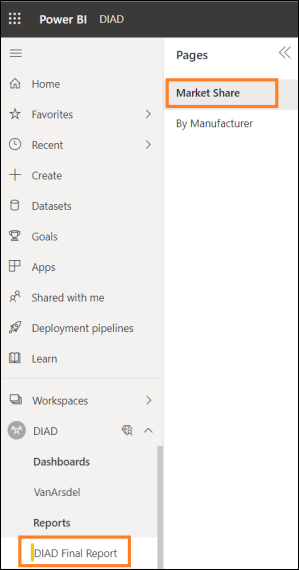 Power BI DIAD
Home
Favorites
Recent
Create
Datasets
Goals
Apps
Shared with me
Deployment pipelines
Learn
Workspaces
DIAD
Dashboards
VanArsdel
Reports
DIAD Final Report
Pages
Market Share
By Manufacturer